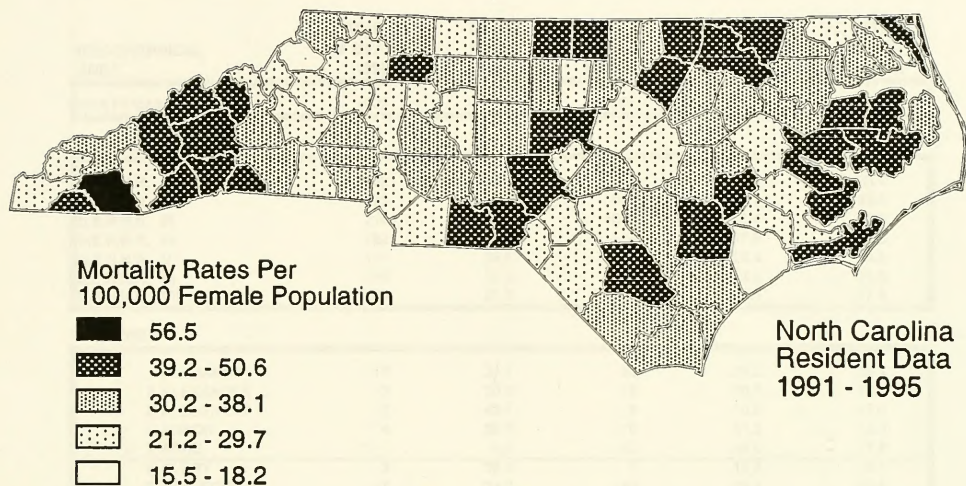 Mortality Rates Per
100,000 Female Population
56.5
39.2 - 50.6
30.2 - 38.1
21.2 - 29.7
15.5 - 18.2
North Carolina
Resident Data
1991 - 1995